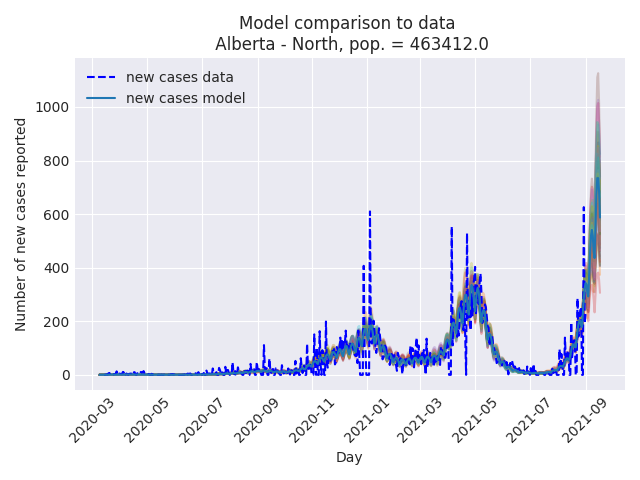 Model comparison to data
Alberta - North, pop. = 463412.0
new cases data
new cases model
Number of new cases reported
1000
800
600
400
200
0
2020-03
2020-05
2020-07
2020-09
2020-11
2021-01
2021-03
2021-05
2021-07
2021-09
Day